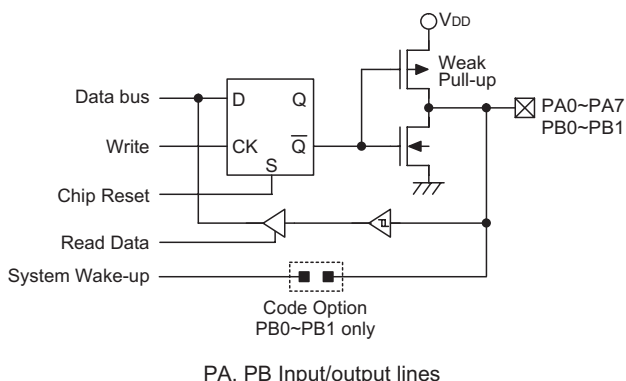 VDD
Weak
Pull-up
Data bus
D
Q
PA0~PA7
PB0~PB1
Write
CK
Q
S
Chip Reset
Read Data
System Wake-up
Code Option
PB0~PB1 only
PA, PB Input/output lines